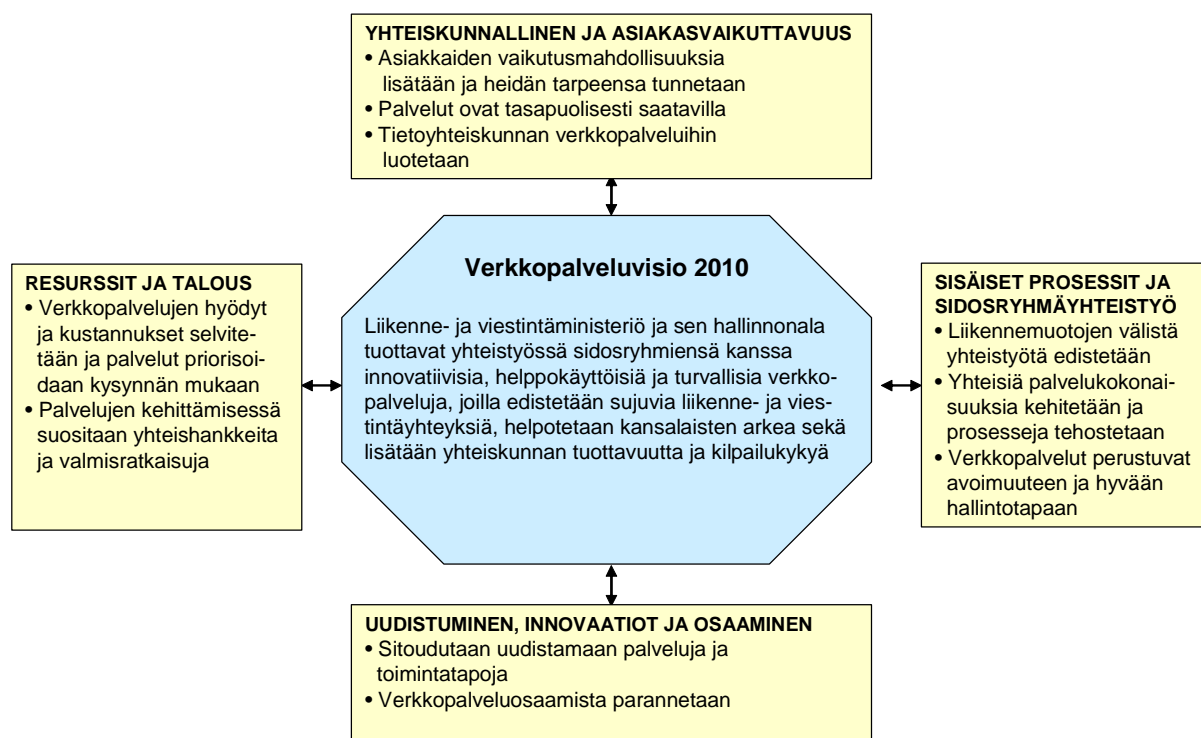 YHTEISKUNNALLINEN JA ASIAKASVAIKUTTAVUUS
• Asiakkaiden vaikutusmahdollisuuksia
lisätään ja heidän tarpeensa tunnetaan
• Palvelut ovat tasapuolisesti saatavilla
• Tietoyhteiskunnan verkkopalveluihin
luotetaan
RESURSSIT JA TALOUS
• Verkkopalvelujen hyödyt
ja kustannukset selvite-
tään ja palvelut priorisoi-
daan kysynnän mukaan
• Palvelujen kehittämisessä
suositaan yhteishankkeita
ja valmisratkaisuja
Verkkopalveluvisio 2010
Liikenne- ja viestintäministeriö ja sen hallinnonala
tuottavat yhteistyössä sidosryhmiensä kanssa
innovatiivisia, helppokäyttöisiä ja turvallisia verkko-
palveluja, joilla edistetään sujuvia liikenne- ja vies-
tintäyhteyksiä, helpotetaan kansalaisten arkea sekä
lisätään yhteiskunnan tuottavuutta ja kilpailukykyä
SISÄISET PROSESSIT JA
SIDOSRYHMÄYHTEISTYÖ
• Liikennemuotojen välistä
yhteistyötä edistetään
• Yhteisiä palvelukokonai-
suuksia kehitetään ja
prosesseja tehostetaan
• Verkkopalvelut perustuvat
avoimuuteen ja hyvään
hallintotapaan
UUDISTUMINEN, INNOVAATIOT JA OSAAMINEN
• Sitoudutaan uudistamaan palveluja ja
toimintatapoja
• Verkkopalveluosaamista parannetaan